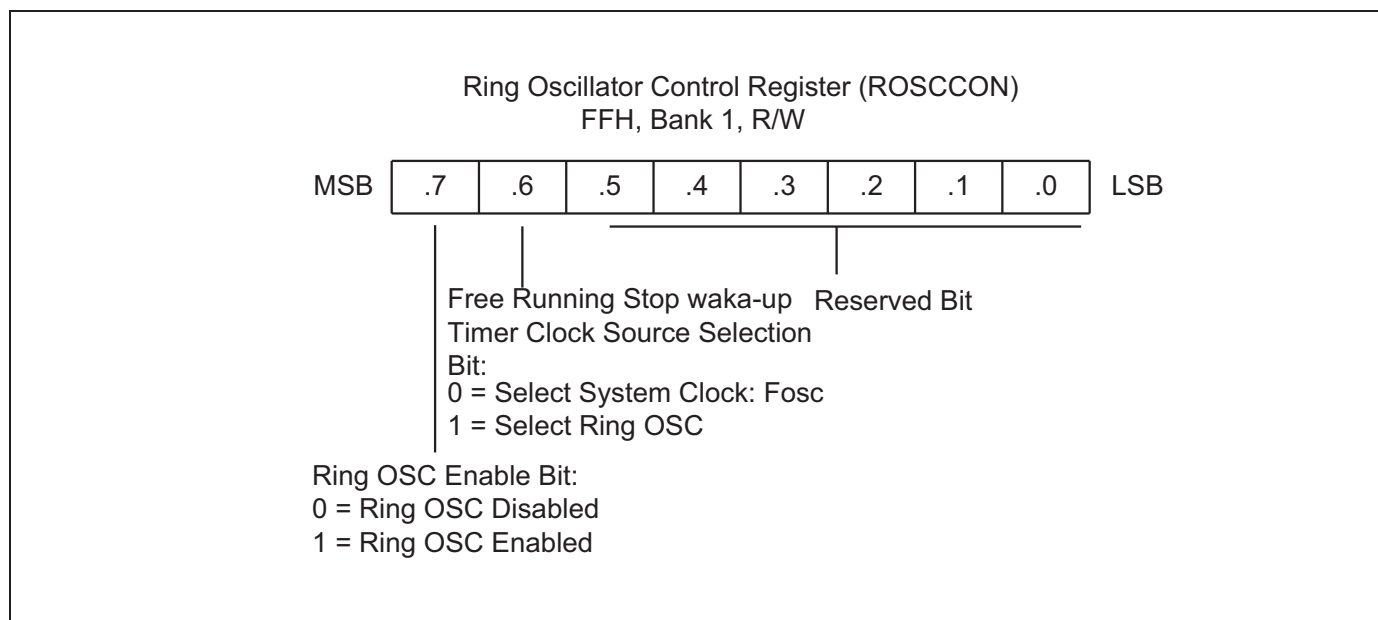 Ring Oscillator Control Register (ROSCCON)
FFH, Bank 1, R/W
MSB .7 .6 .5 .4 .3 .2 .1 .0 LSB
Free Running Stop waka-up
Timer Clock Source Selection
Bit:
0 = Select System Clock: Fosc
1 = Select Ring OSC
Reserved Bit
Ring OSC Enable Bit:
0 = Ring OSC Disabled
1 = Ring OSC Enabled